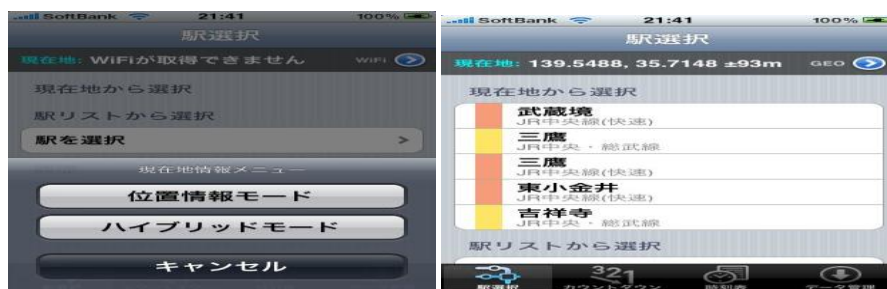 SoftBank 21:41 100%
駅選択
現在地: WiFiが取得できません WiFi
現在地から選択
駅リストから選択
駅を選択
現在地情報メニュー
位置情報モード
ハイブリッドモード
キャンセル
SoftBank 21:41 100%
駅選択
現在地: 139.5488, 35.7148 ±93m GEO
現在地から選択
武蔵境
JR中央線(快速)
三鷹
JR中央・総武線
三鷹
JR中央線(快速)
東小金井
JR中央線(快速)
吉祥寺
JR中央・総武線
駅リストから選択
321
駅選択 カウントダウン 時刻表 データ管理